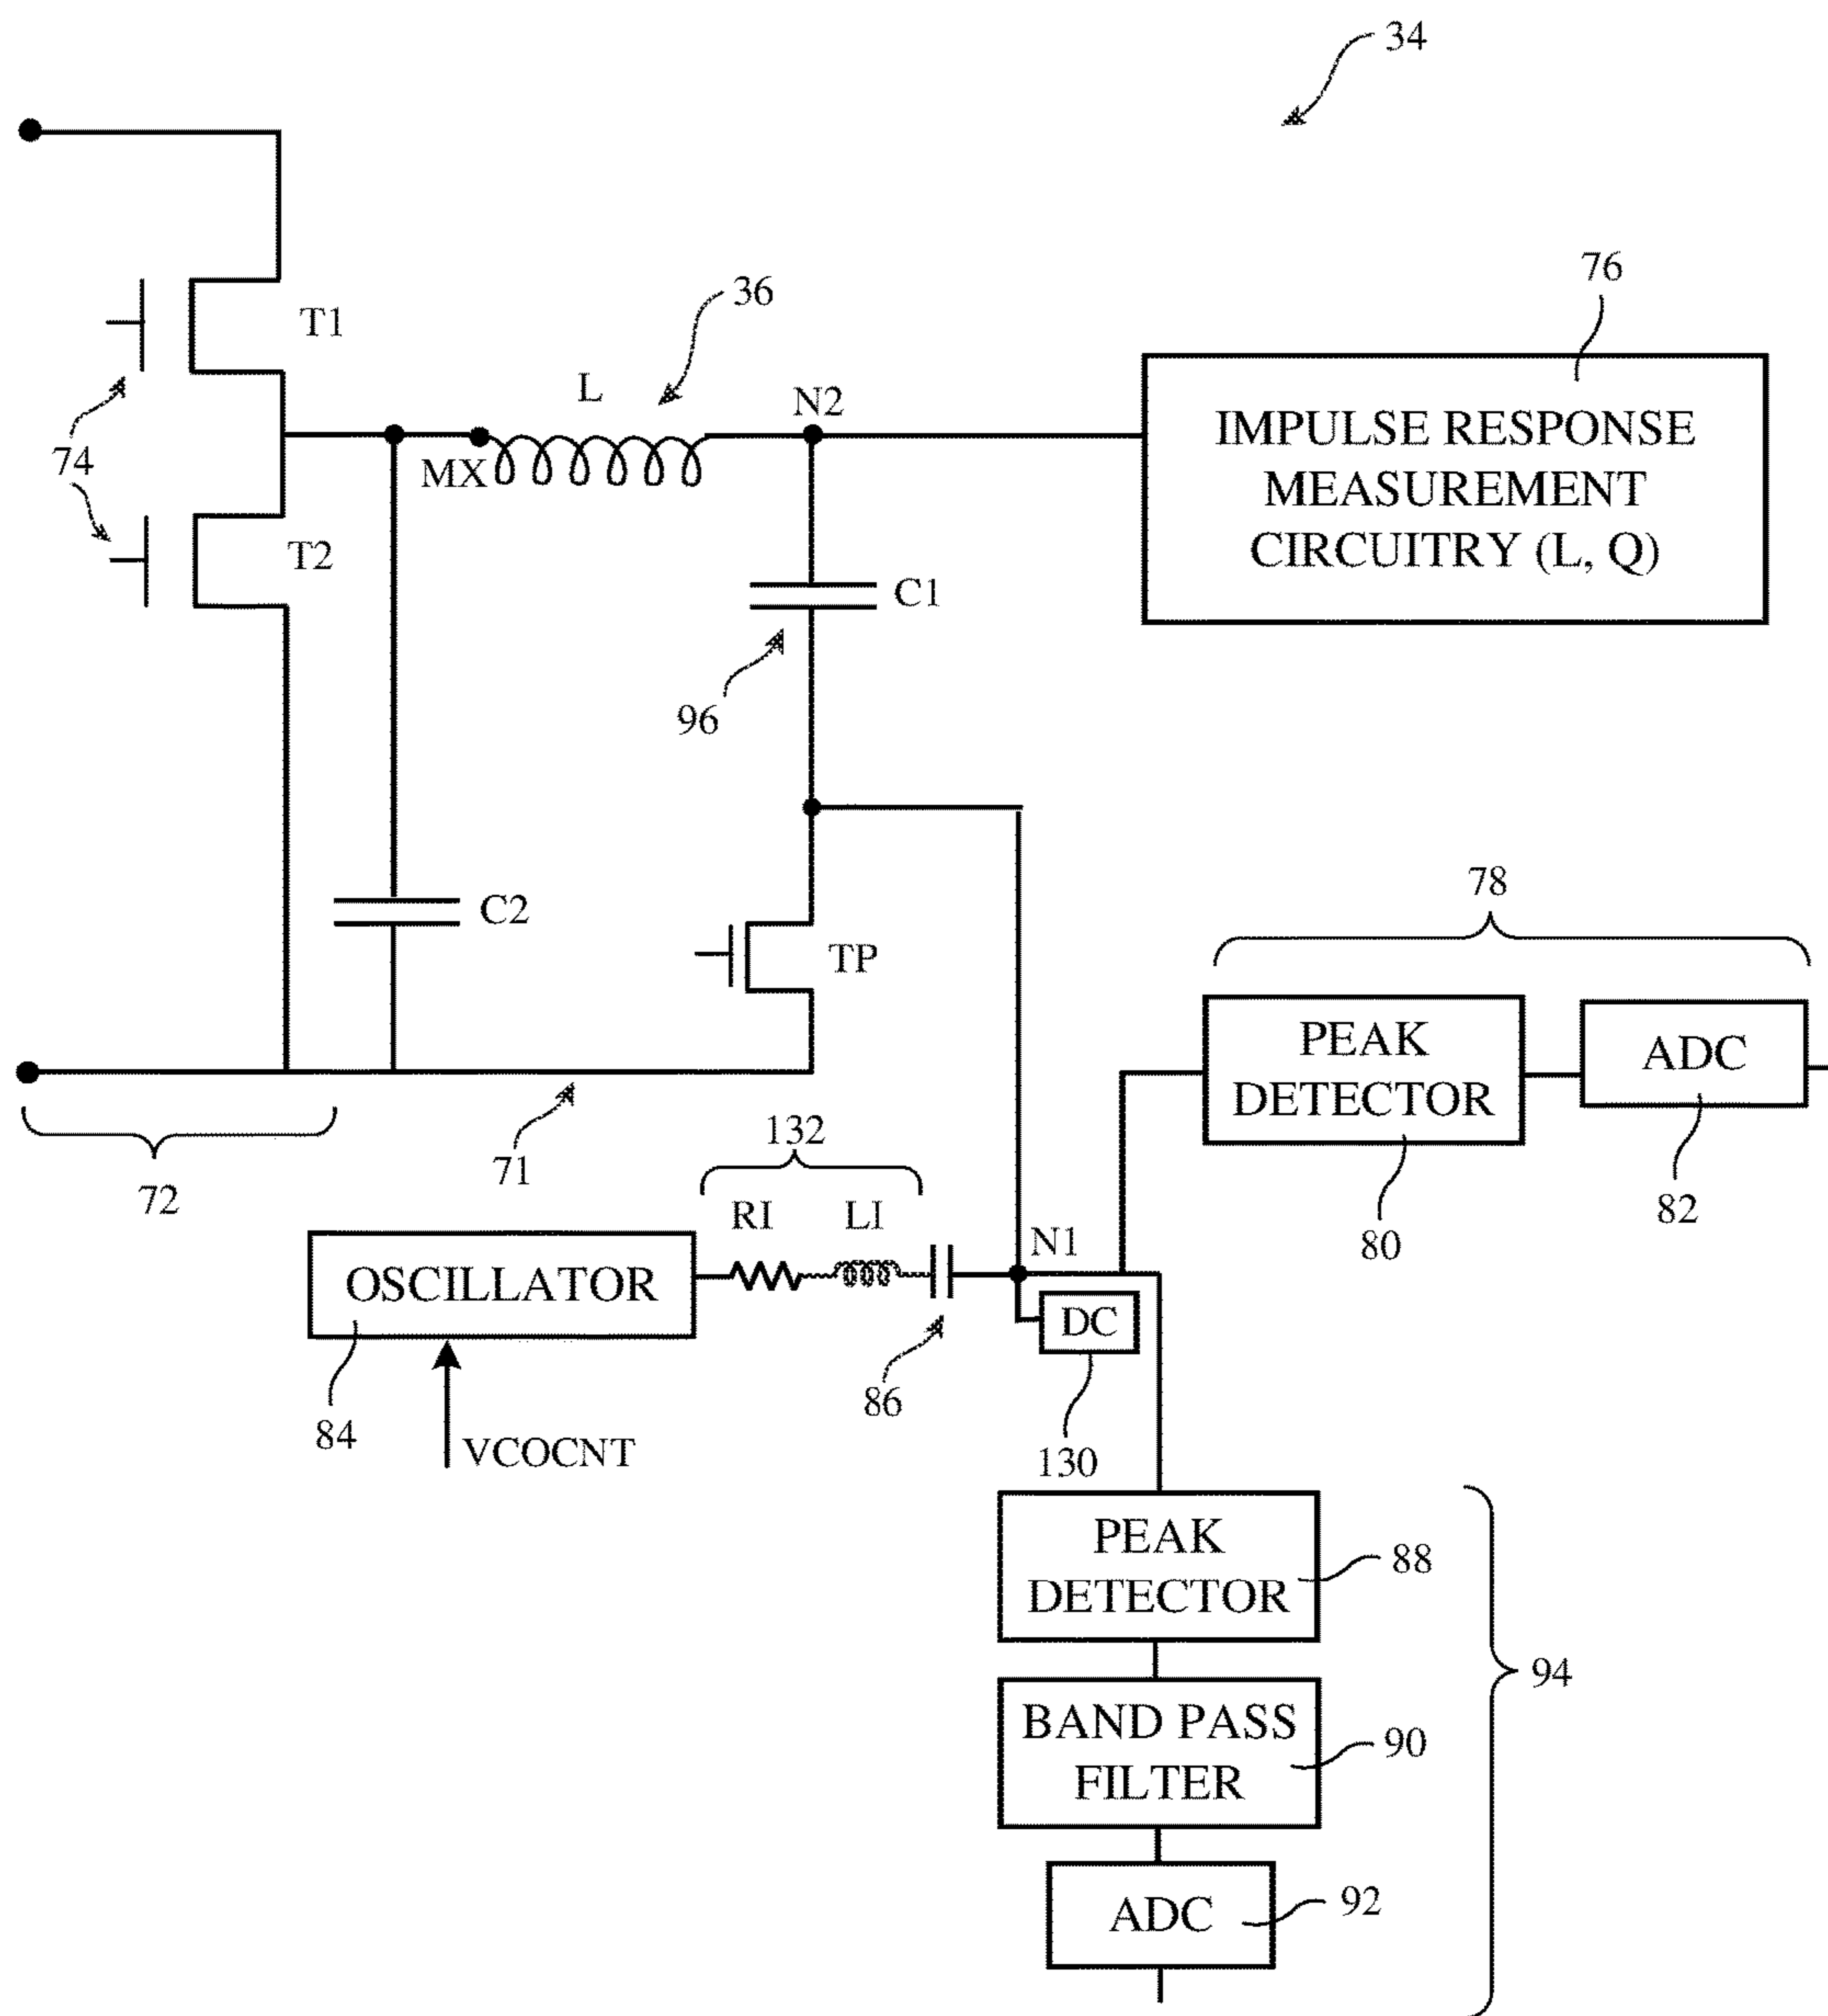 34
76
36
T1
L
N2
IMPULSE RESPONSE
MEASUREMENT
CIRCUITRY (L, Q)
74
MX
T2
C1
96
78
C2
TP
PEAK
DETECTOR
ADC
132
71
72
82
80
RI
LI
N1
OSCILLATOR
DC
86
84
VCOCNT
130
PEAK
DETECTOR
88
94
BAND PASS
FILTER
90
ADC
92